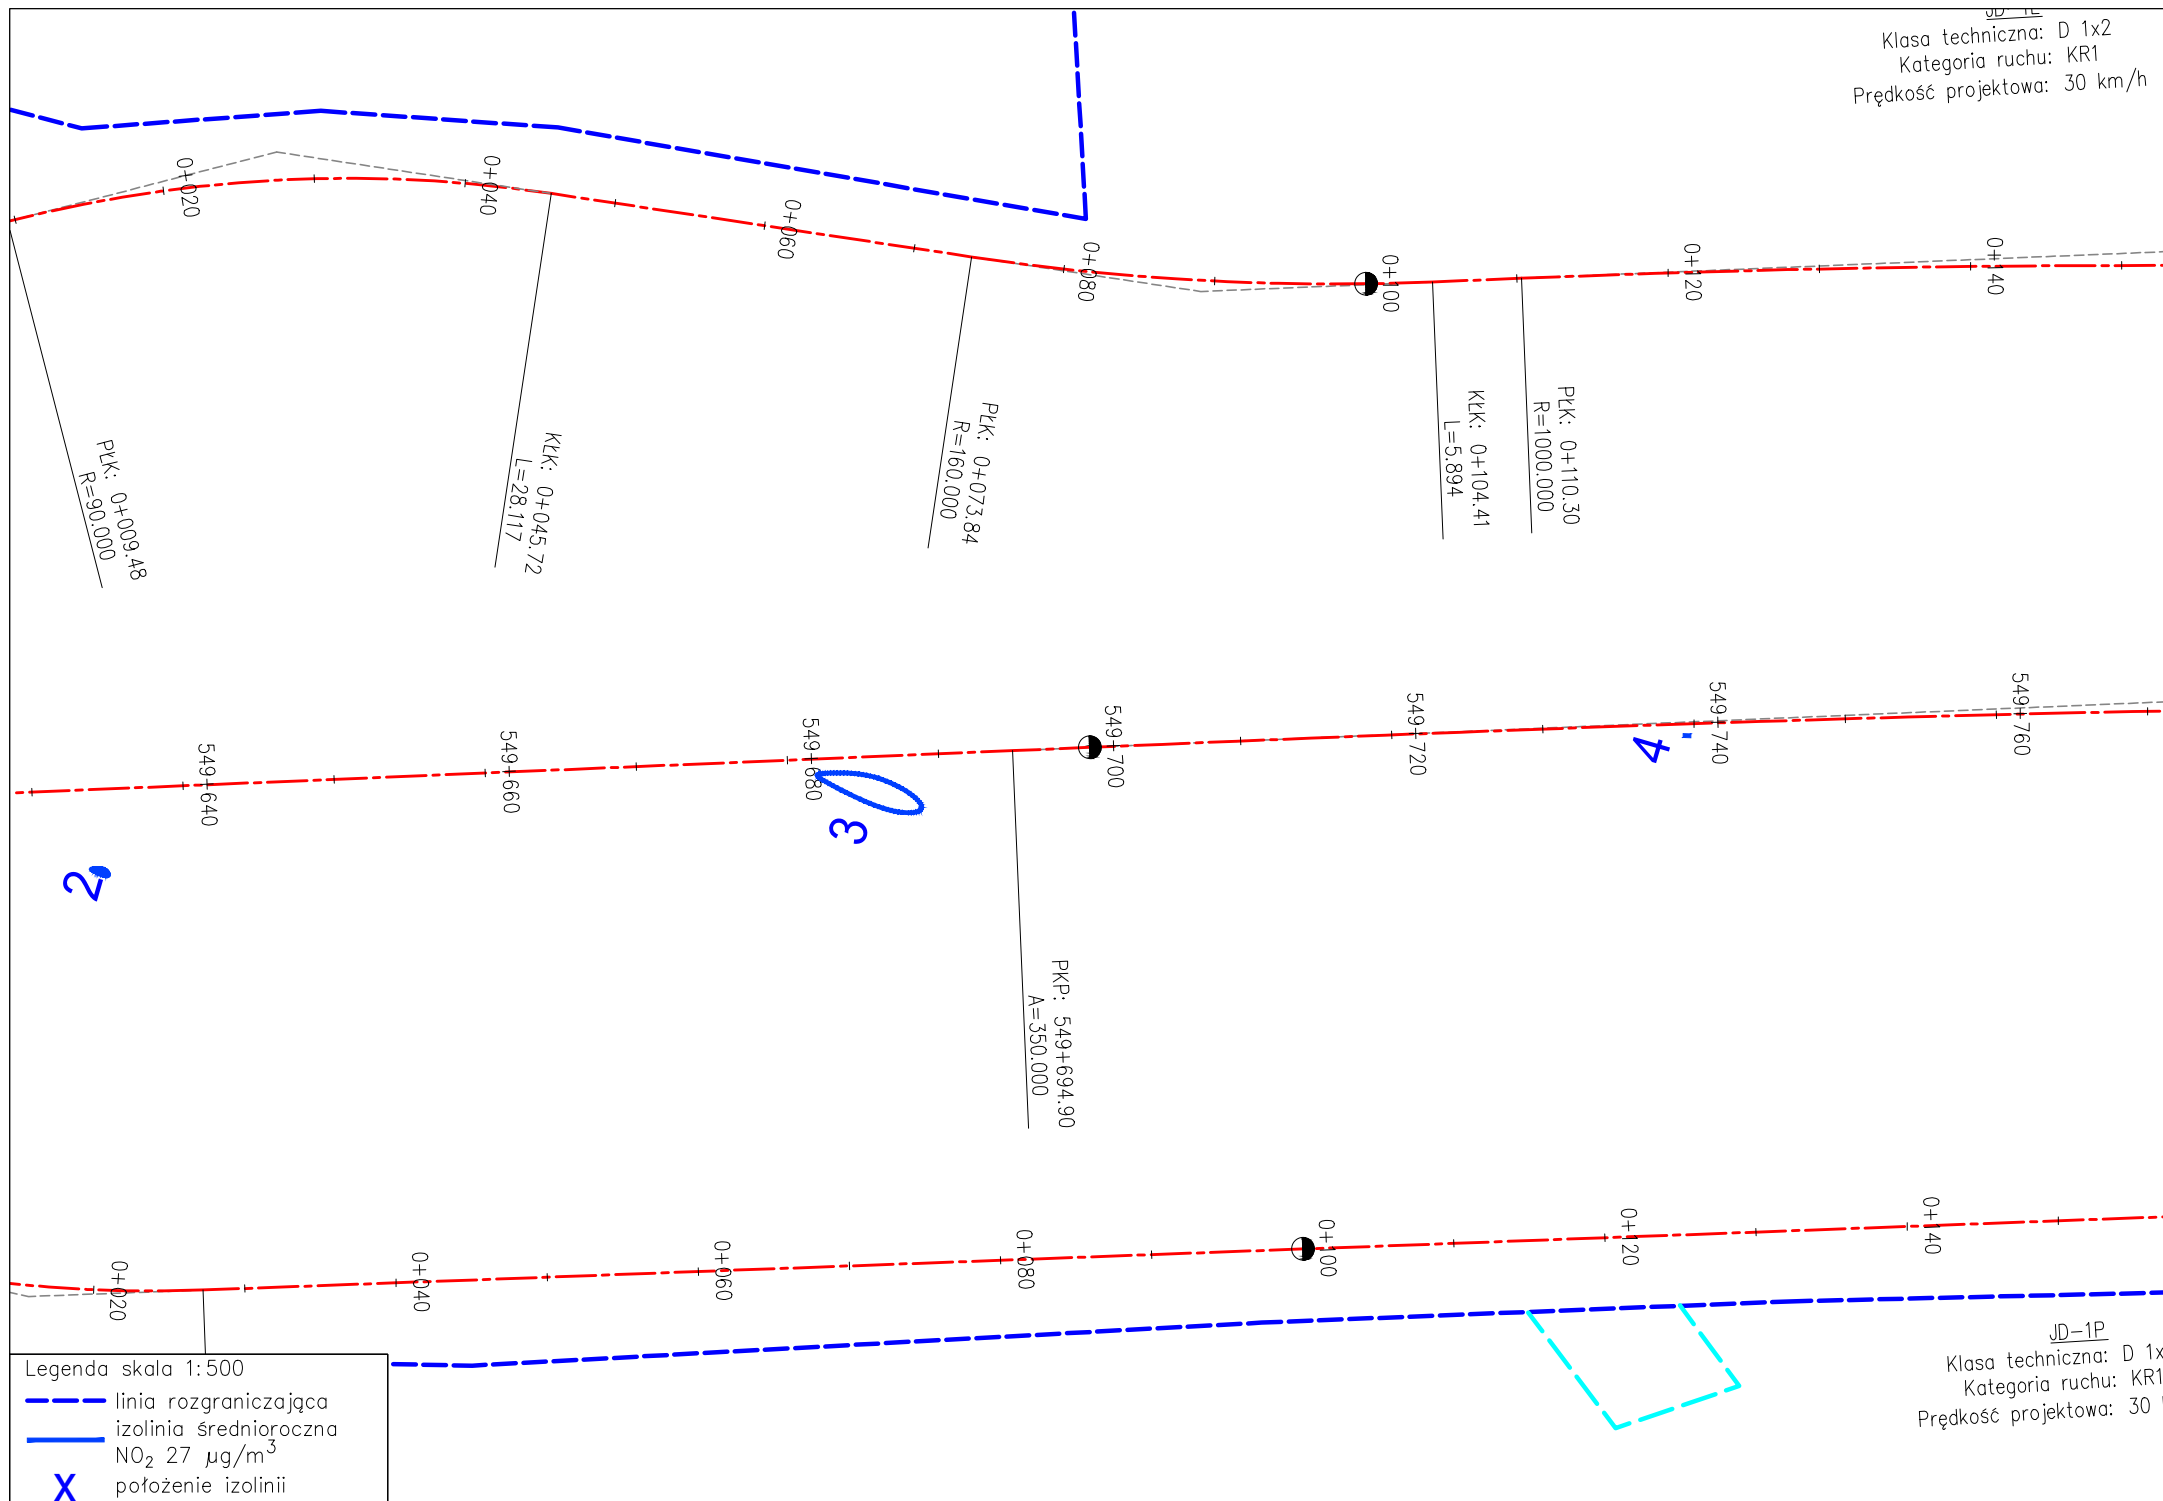 Klasa techniczna: D 1x2
Kategoria ruchu: KR1
Prędkość projektowa: 30 km/h
0+020
0+040
0+060
0+080
0+100
0+120
0+140
PŁK: 0+009.48
R=90.000
KŁK: 0+045.72
L=28.117
PŁK: 0+073.84
R=160.000
KŁK: 0+104.41
L=5.894
PŁK: 0+110.30
R=1000.000
549+640
549+660
549+680
549+700
549+720
549+740
549+760
2
3
4
PKP: 549+694.90
A=350.000
0+020
0+040
0+060
0+080
0+100
0+120
0+140
JD-1P
Klasa techniczna: D 1x
Kategoria ruchu: KR1
Prędkość projektowa: 30
Legenda skala 1:500
linia rozgraniczająca
izolinia średnioroczna
NO₂ 27 μg/m³
X położenie izolinii